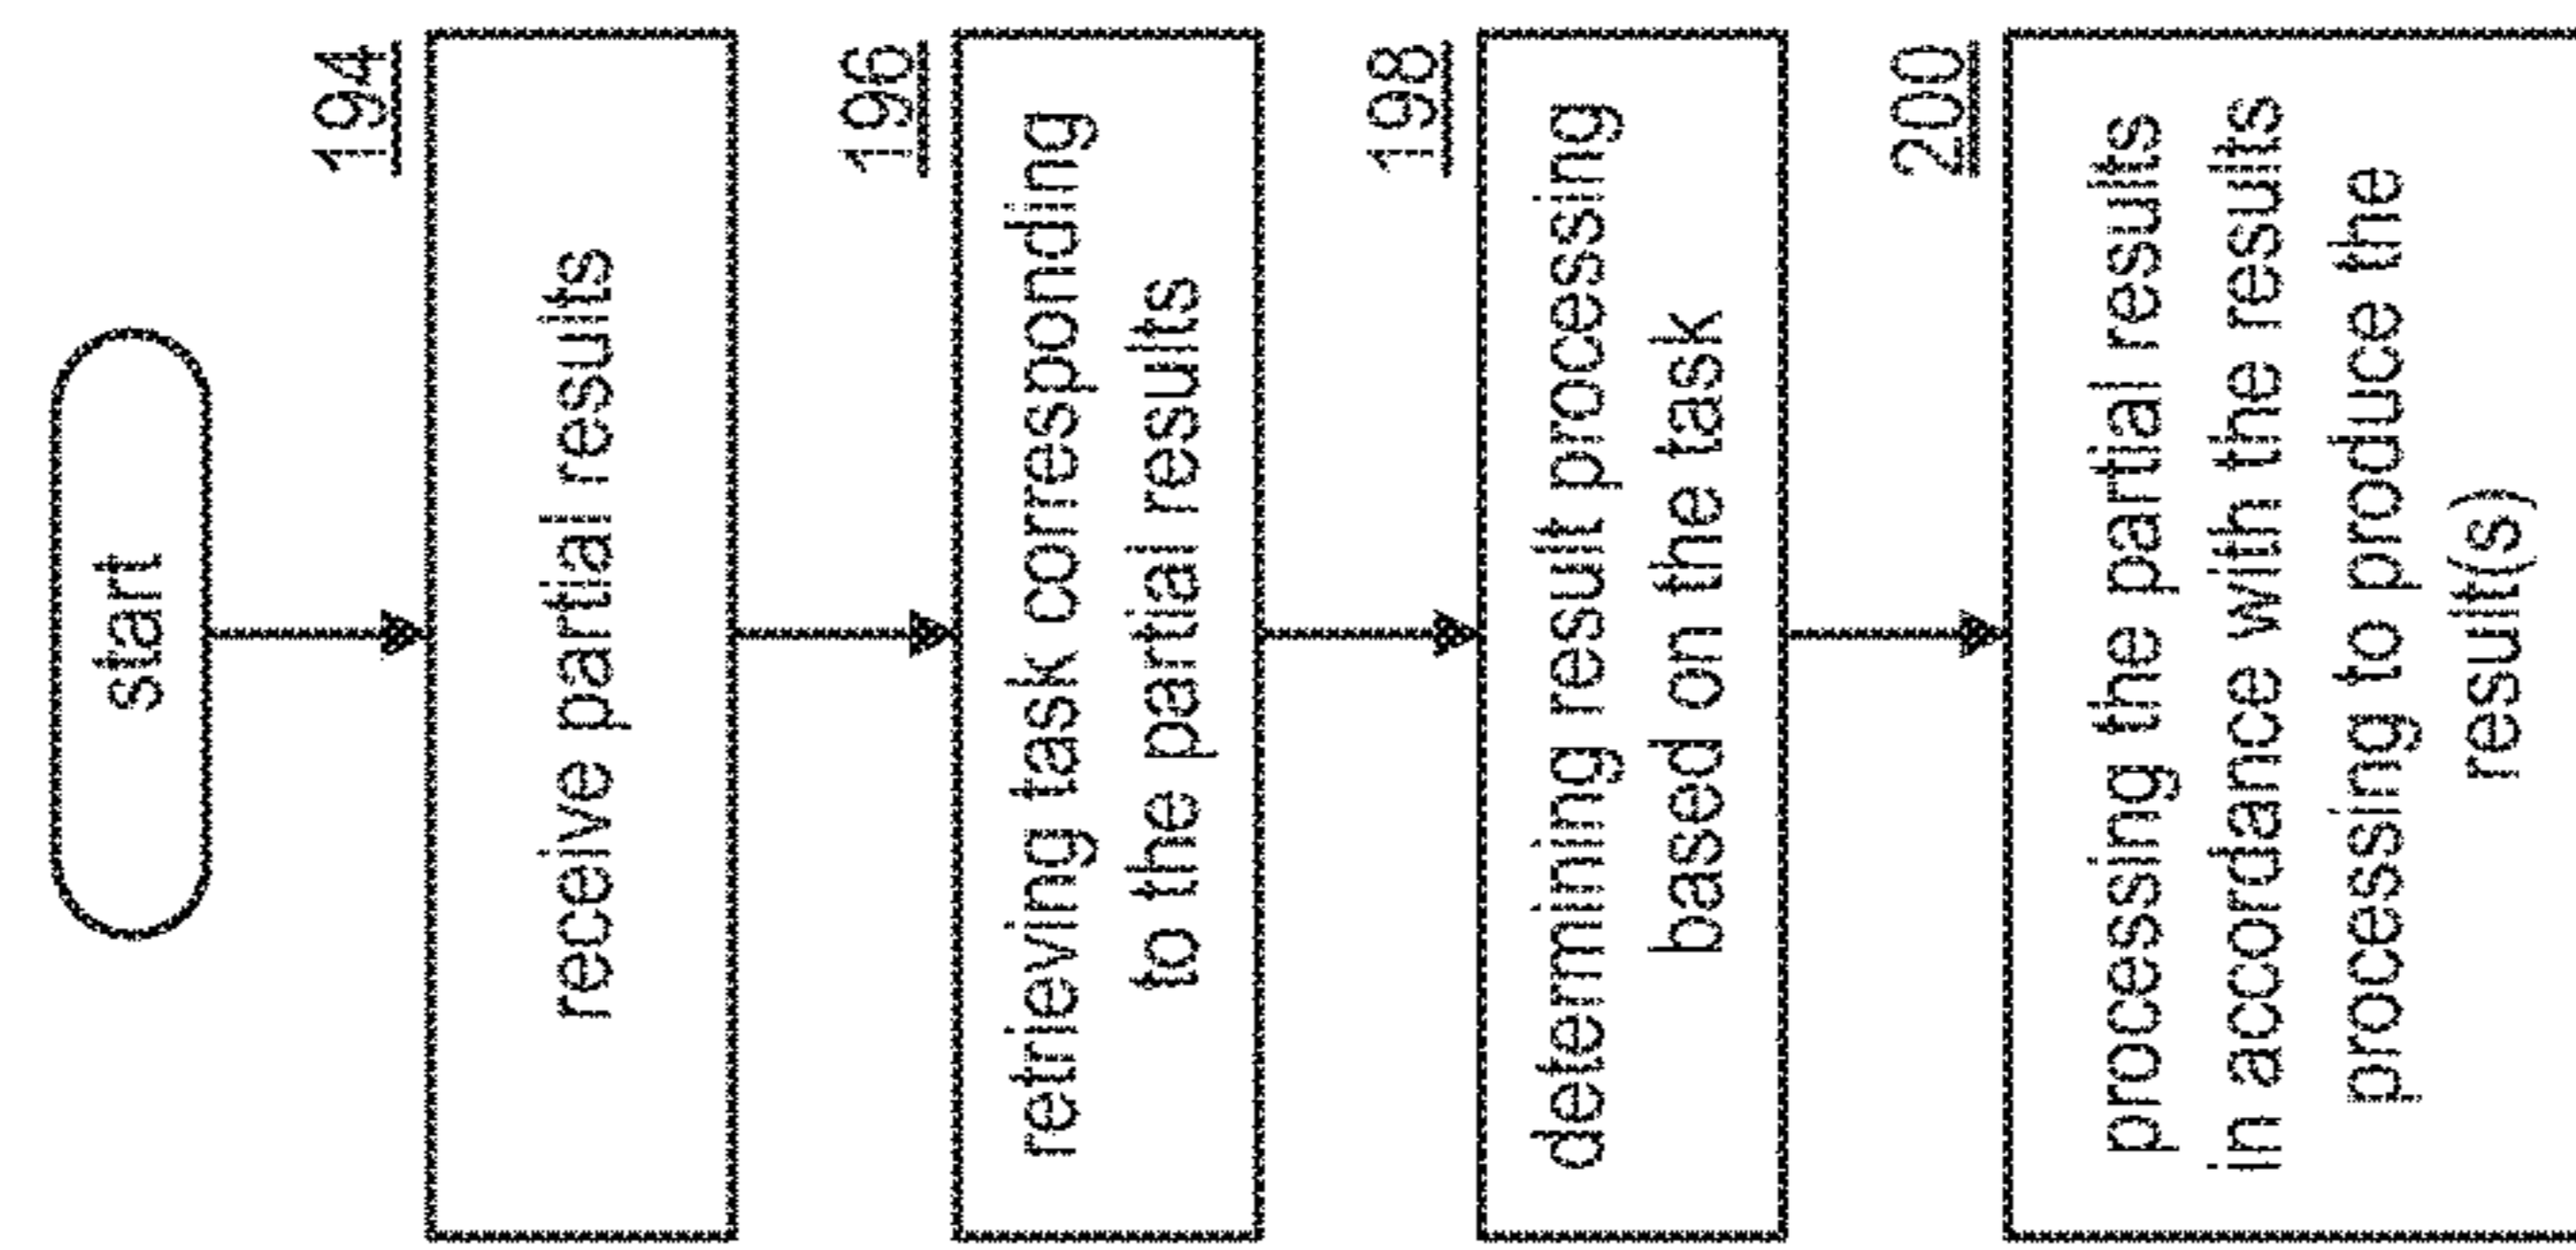 start
194
receive partial results
196
retrieving task corresponding
to the partial results
198
determining result processing
based on the task
200
processing the partial results
in accordance with the results
processing to produce the
result(s)